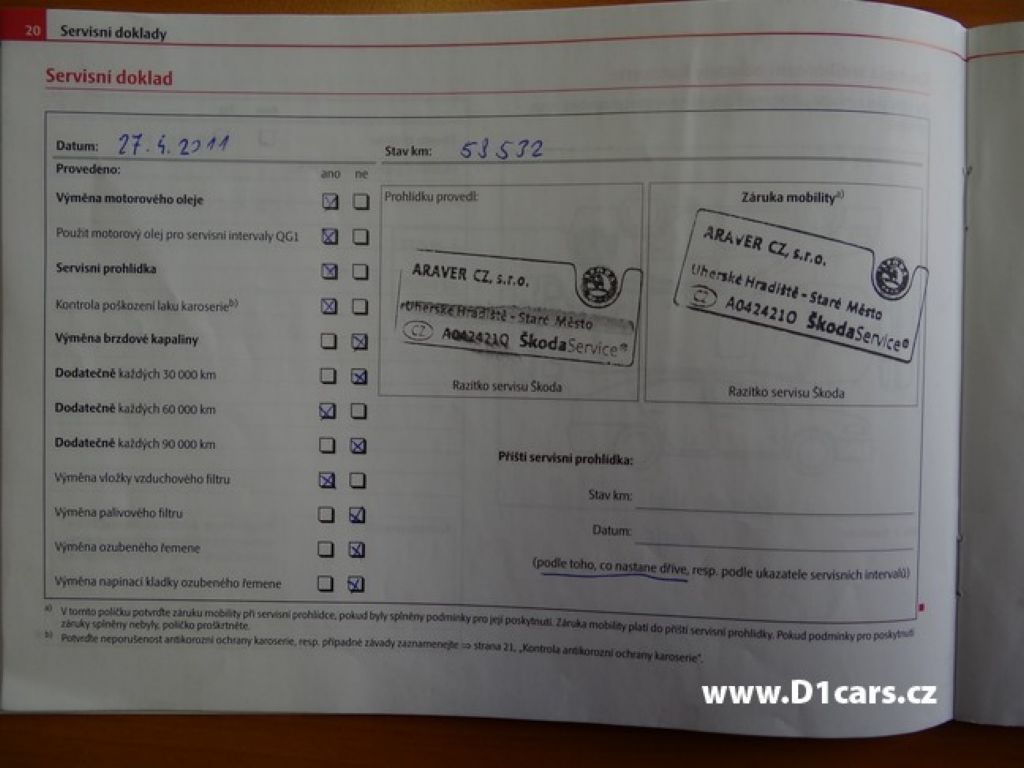 20 Servisní doklady
Servisní doklad
Datum: 27.4.2011
Stav km: 58532
Provedeno:
ano ne
Výměna motorového oleje
Použit motorový olej pro servisní intervaly QG1
Servisní prohlídka
Kontrola poškození laku karoserie b)
Výměna brzdové kapaliny
Dodatečně každých 30 000 km
Dodatečně každých 60 000 km
Dodatečně každých 90 000 km
Výměna vložky vzduchového filtru
Výměna palivového filtru
Výměna ozubeného řemene
Výměna napínací kladky ozubeného řemene
Prohlídku provedl:
ARAVER CZ, s.r.o.
Uherské Hradiště - Staré Město
CZ A042421Q ŠkodaService®
Razítko servisu Škoda
Záruka mobility a)
ARAVER CZ, s.r.o.
Uherské Hradiště - Staré Město
CZ A042421O ŠkodaService®
Razítko servisu Škoda
Příští servisní prohlídka:
Stav km:
Datum:
(podle toho, co nastane dříve, resp. podle ukazatele servisních intervalů)
a) V tomto políčku potvrďte záruku mobility při servisní prohlídce, pokud byly splněny podmínky pro její poskytnutí. Záruka mobility platí do příští servisní prohlídky. Pokud podmínky pro poskytnutí
záruky splněny nebyly, políčko proškrtněte.
b) Potvrďte neporušenost antikorozní ochrany karoserie, resp. případné závady zaznamenejte ⇒ strana 21, „Kontrola antikorozní ochrany karoserie".
www.D1cars.cz